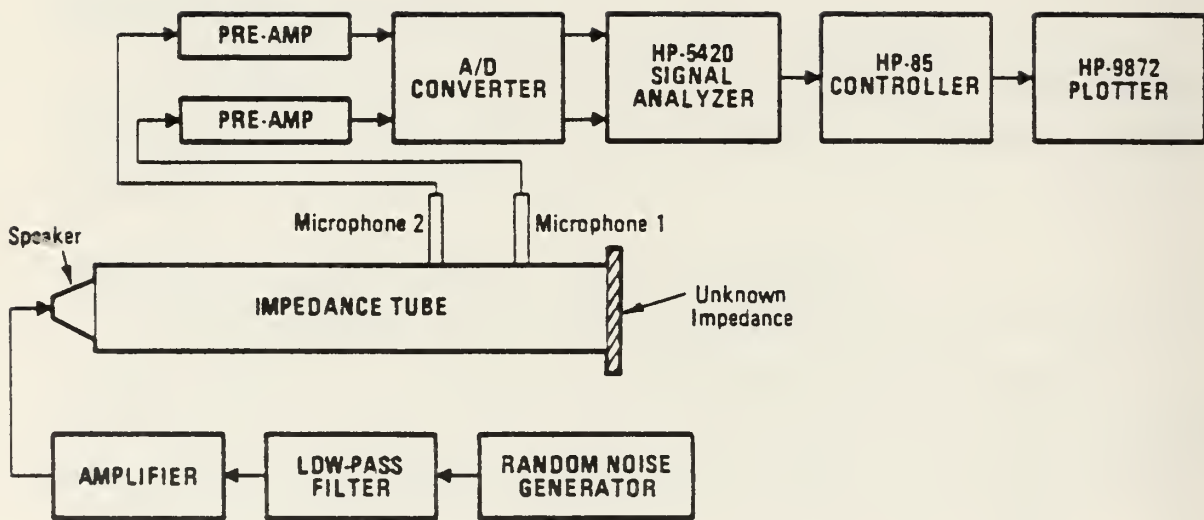 PRE-AMP
A/D
CONVERTER
HP-5420
SIGNAL
ANALYZER
HP-85
CONTROLLER
HP-9872
PLOTTER
PRE-AMP
Microphone 2
Microphone 1
Speaker
IMPEDANCE TUBE
Unknown
Impedance
AMPLIFIER
LOW-PASS
FILTER
RANDOM NOISE
GENERATOR